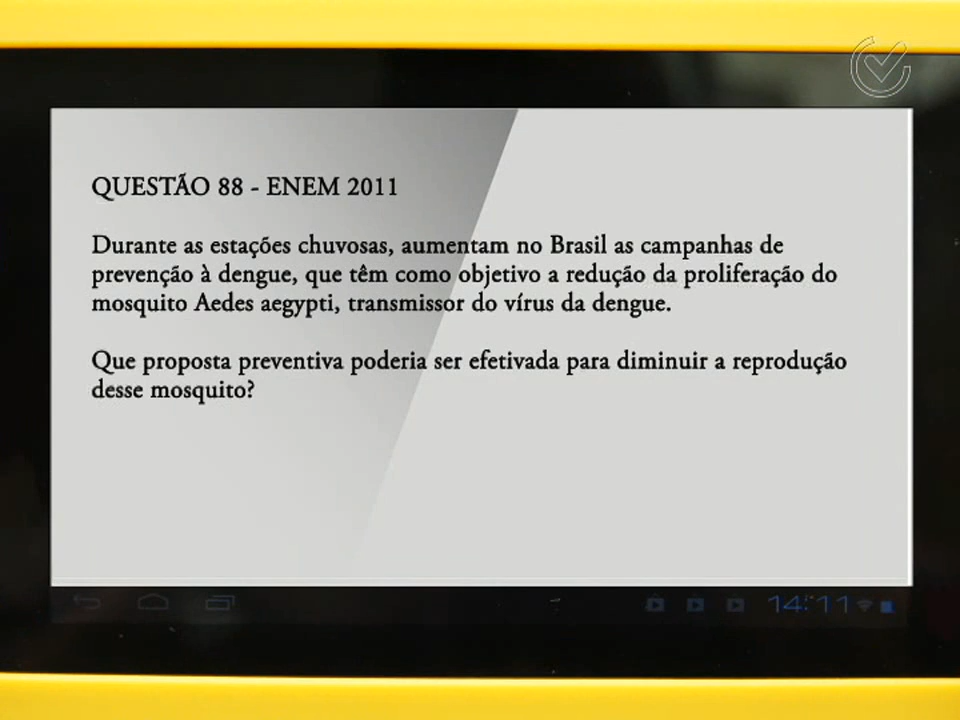 QUESTÃO 88 - ENEM 2011
Durante as estações chuvosas, aumentam no Brasil as campanhas de
prevenção à dengue, que têm como objetivo a redução da proliferação do
mosquito Aedes aegypti, transmissor do vírus da dengue.
Que proposta preventiva poderia ser efetivada para diminuir a reprodução
desse mosquito?
14:11